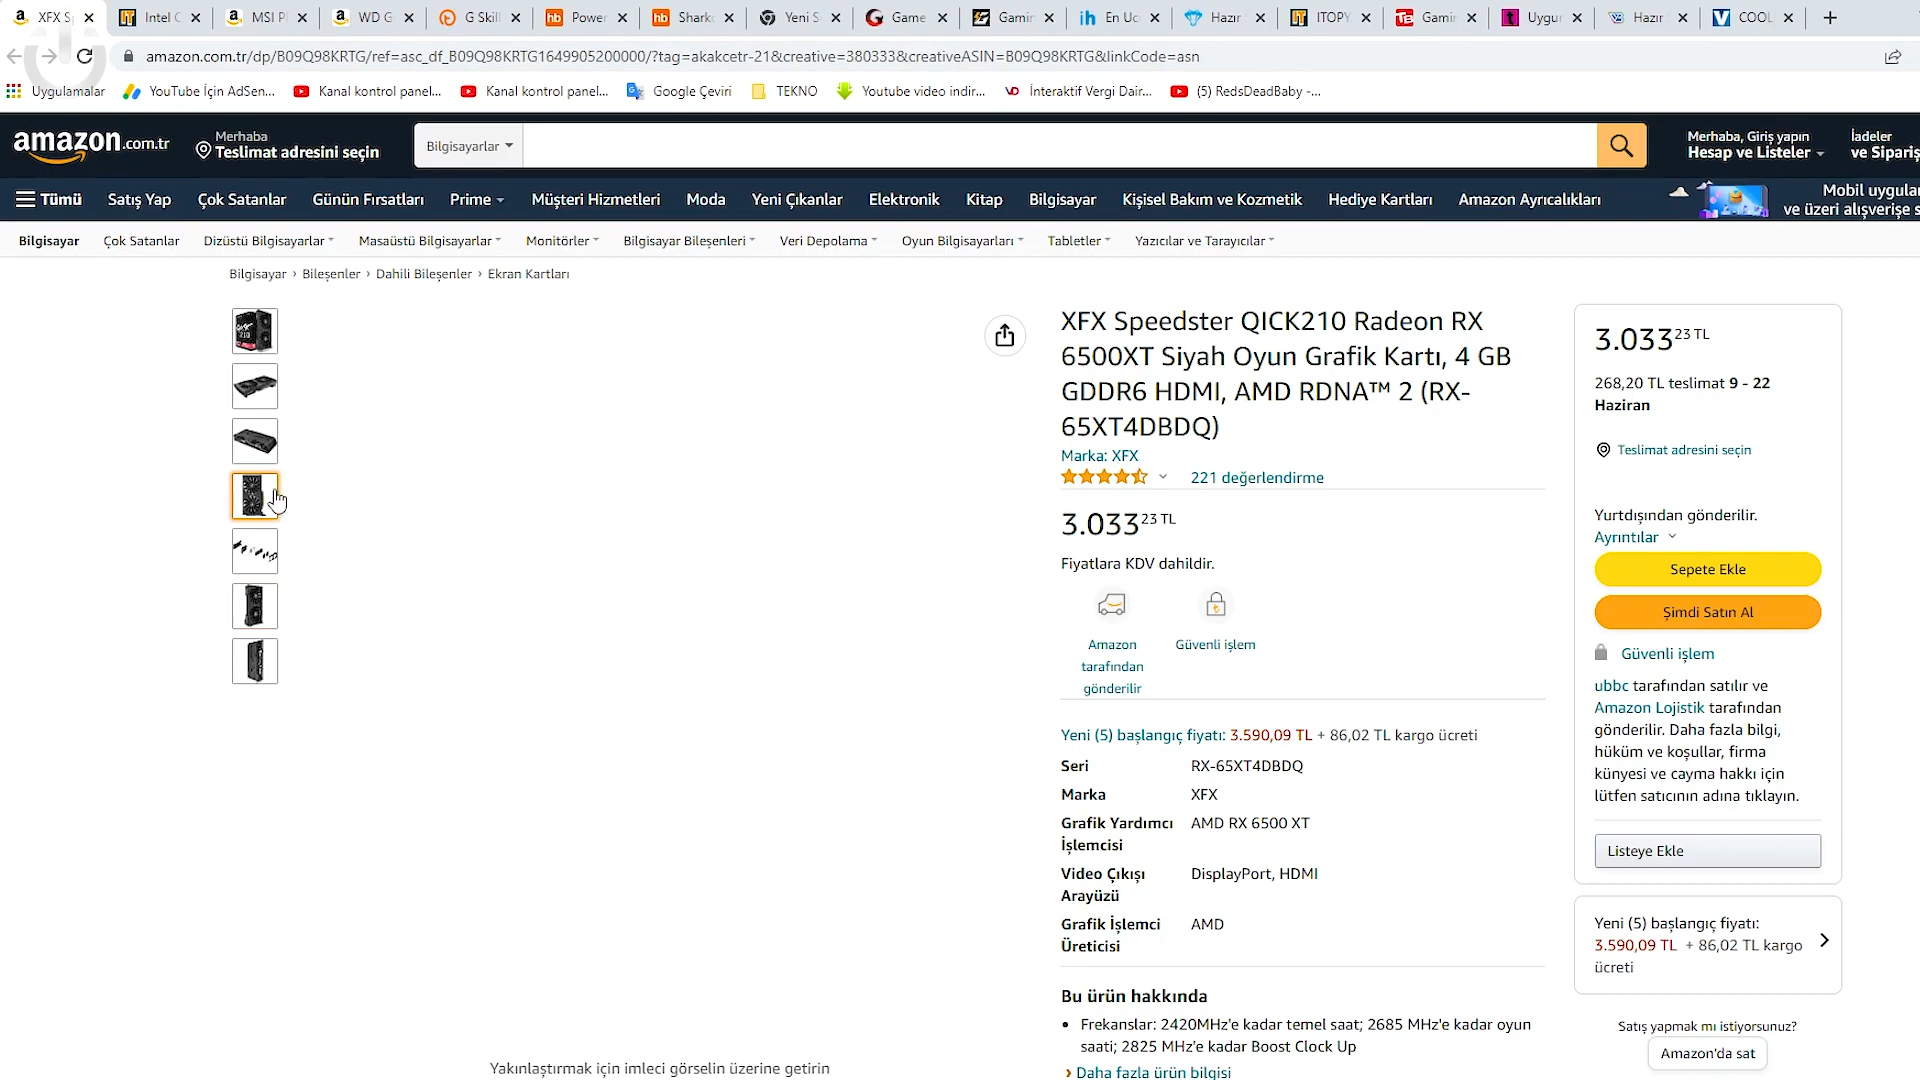 XFX S
Intel C
MSI P
WD G
G Skill
Power
Shark
Yeni S
Game
Gamin
En Uc
Hazır
ITOPY
Gamin
Uygur
Hazır
COOL
amazon.com.tr/dp/B09Q98KRTG/ref=asc_df_B09Q98KRTG1649905200000/?tag=akakcetr-21&creative=380333&creativeASIN=B09Q98KRTG&linkCode=asn
Uygulamalar
YouTube İçin AdSen...
Kanal kontrol panel...
Kanal kontrol panel...
Google Çeviri
TEKNO
Youtube video indir...
İnteraktif Vergi Dair...
(5) RedsDeadBaby -...
amazon.com.tr
Merhaba
Teslimat adresini seçin
Bilgisayarlar
Merhaba, Giriş yapın
Hesap ve Listeler
İadeler
ve Sipariş
Tümü
Satış Yap
Çok Satanlar
Günün Fırsatları
Prime
Müşteri Hizmetleri
Moda
Yeni Çıkanlar
Elektronik
Kitap
Bilgisayar
Kişisel Bakım ve Kozmetik
Hediye Kartları
Amazon Ayrıcalıkları
Mobil uygula
ve üzeri alışverişe s
Bilgisayar
Çok Satanlar
Dizüstü Bilgisayarlar
Masaüstü Bilgisayarlar
Monitörler
Bilgisayar Bileşenleri
Veri Depolama
Oyun Bilgisayarları
Tabletler
Yazıcılar ve Tarayıcılar
Bilgisayar › Bileşenler › Dahili Bileşenler › Ekran Kartları
XFX Speedster QICK210 Radeon RX
6500XT Siyah Oyun Grafik Kartı, 4 GB
GDDR6 HDMI, AMD RDNA™ 2 (RX-
65XT4DBDQ)
Marka: XFX
221 değerlendirme
3.033 23 TL
Fiyatlara KDV dahildir.
Amazon
tarafından
gönderilir
Güvenli işlem
Yeni (5) başlangıç fiyatı: 3.590,09 TL + 86,02 TL kargo ücreti
Seri RX-65XT4DBDQ
Marka XFX
Grafik Yardımcı AMD RX 6500 XT
İşlemcisi
Video Çıkışı DisplayPort, HDMI
Arayüzü
Grafik İşlemci AMD
Üreticisi
Bu ürün hakkında
• Frekanslar: 2420MHz'e kadar temel saat; 2685 MHz'e kadar oyun
saati; 2825 MHz'e kadar Boost Clock Up
› Daha fazla ürün bilgisi
Yakınlaştırmak için imleci görselin üzerine getirin
3.033 23 TL
268,20 TL teslimat 9 - 22
Haziran
Teslimat adresini seçin
Yurtdışından gönderilir.
Ayrıntılar
Sepete Ekle
Şimdi Satın Al
Güvenli işlem
ubbc tarafından satılır ve
Amazon Lojistik tarafından
gönderilir. Daha fazla bilgi,
hüküm ve koşullar, firma
künyesi ve cayma hakkı için
lütfen satıcının adına tıklayın.
Listeye Ekle
Yeni (5) başlangıç fiyatı:
3.590,09 TL + 86,02 TL kargo
ücreti
Satış yapmak mı istiyorsunuz?
Amazon'da sat